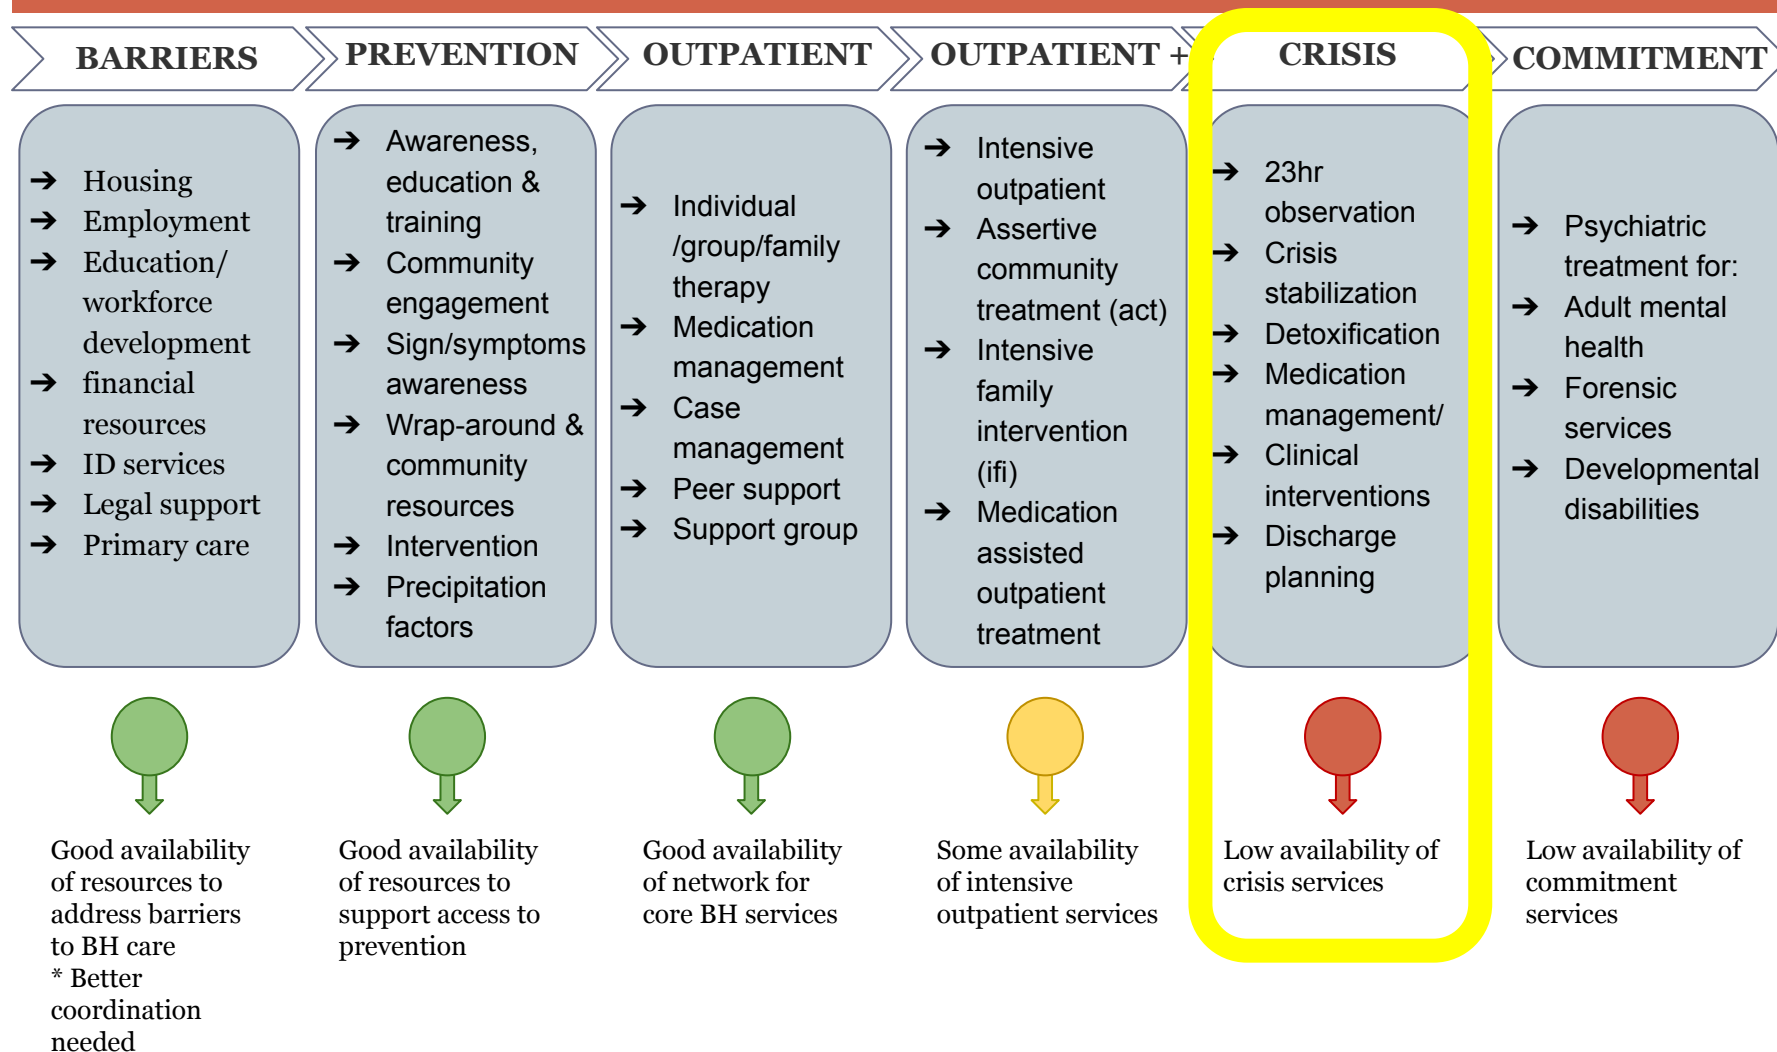 BARRIERS
PREVENTION
OUTPATIENT
OUTPATIENT +
CRISIS
COMMITMENT
➔ Housing
➔ Employment
➔ Education/
workforce
development
➔ financial
resources
➔ ID services
➔ Legal support
➔ Primary care
➔ Awareness,
education &
training
➔ Community
engagement
➔ Sign/symptoms
awareness
➔ Wrap-around &
community
resources
➔ Intervention
➔ Precipitation
factors
➔ Individual
/group/family
therapy
➔ Medication
management
➔ Case
management
➔ Peer support
➔ Support group
➔ Intensive
outpatient
➔ Assertive
community
treatment (act)
➔ Intensive
family
intervention
(ifi)
➔ Medication
assisted
outpatient
treatment
➔ 23hr
observation
➔ Crisis
stabilization
➔ Detoxification
➔ Medication
management/
➔ Clinical
interventions
➔ Discharge
planning
➔ Psychiatric
treatment for:
➔ Adult mental
health
➔ Forensic
services
➔ Developmental
disabilities
Good availability
of resources to
address barriers
to BH care
* Better
coordination
needed
Good availability
of resources to
support access to
prevention
Good availability
of network for
core BH services
Some availability
of intensive
outpatient services
Low availability of
crisis services
Low availability of
commitment
services